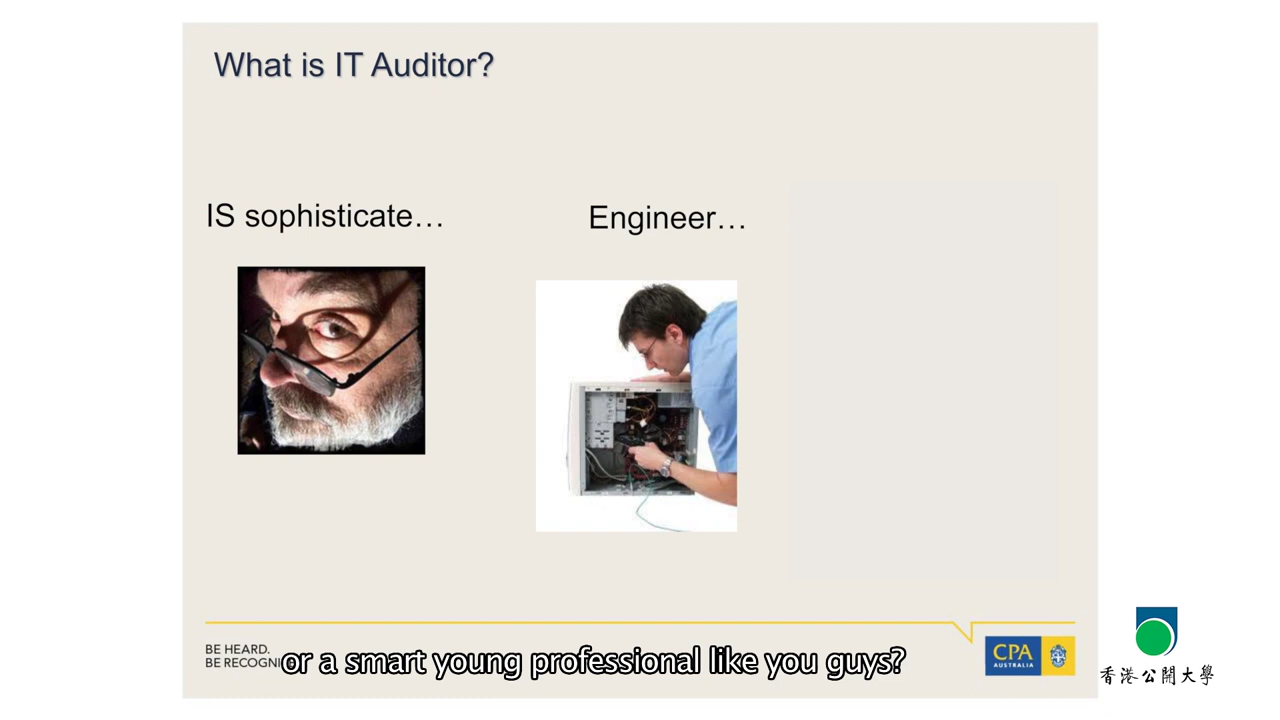 What is IT Auditor?
IS sophisticate…
Engineer…
BE HEARD.
BE RECOGNI
or a smart young professional like you guys?
CPA
AUSTRALIA
香港公開大學